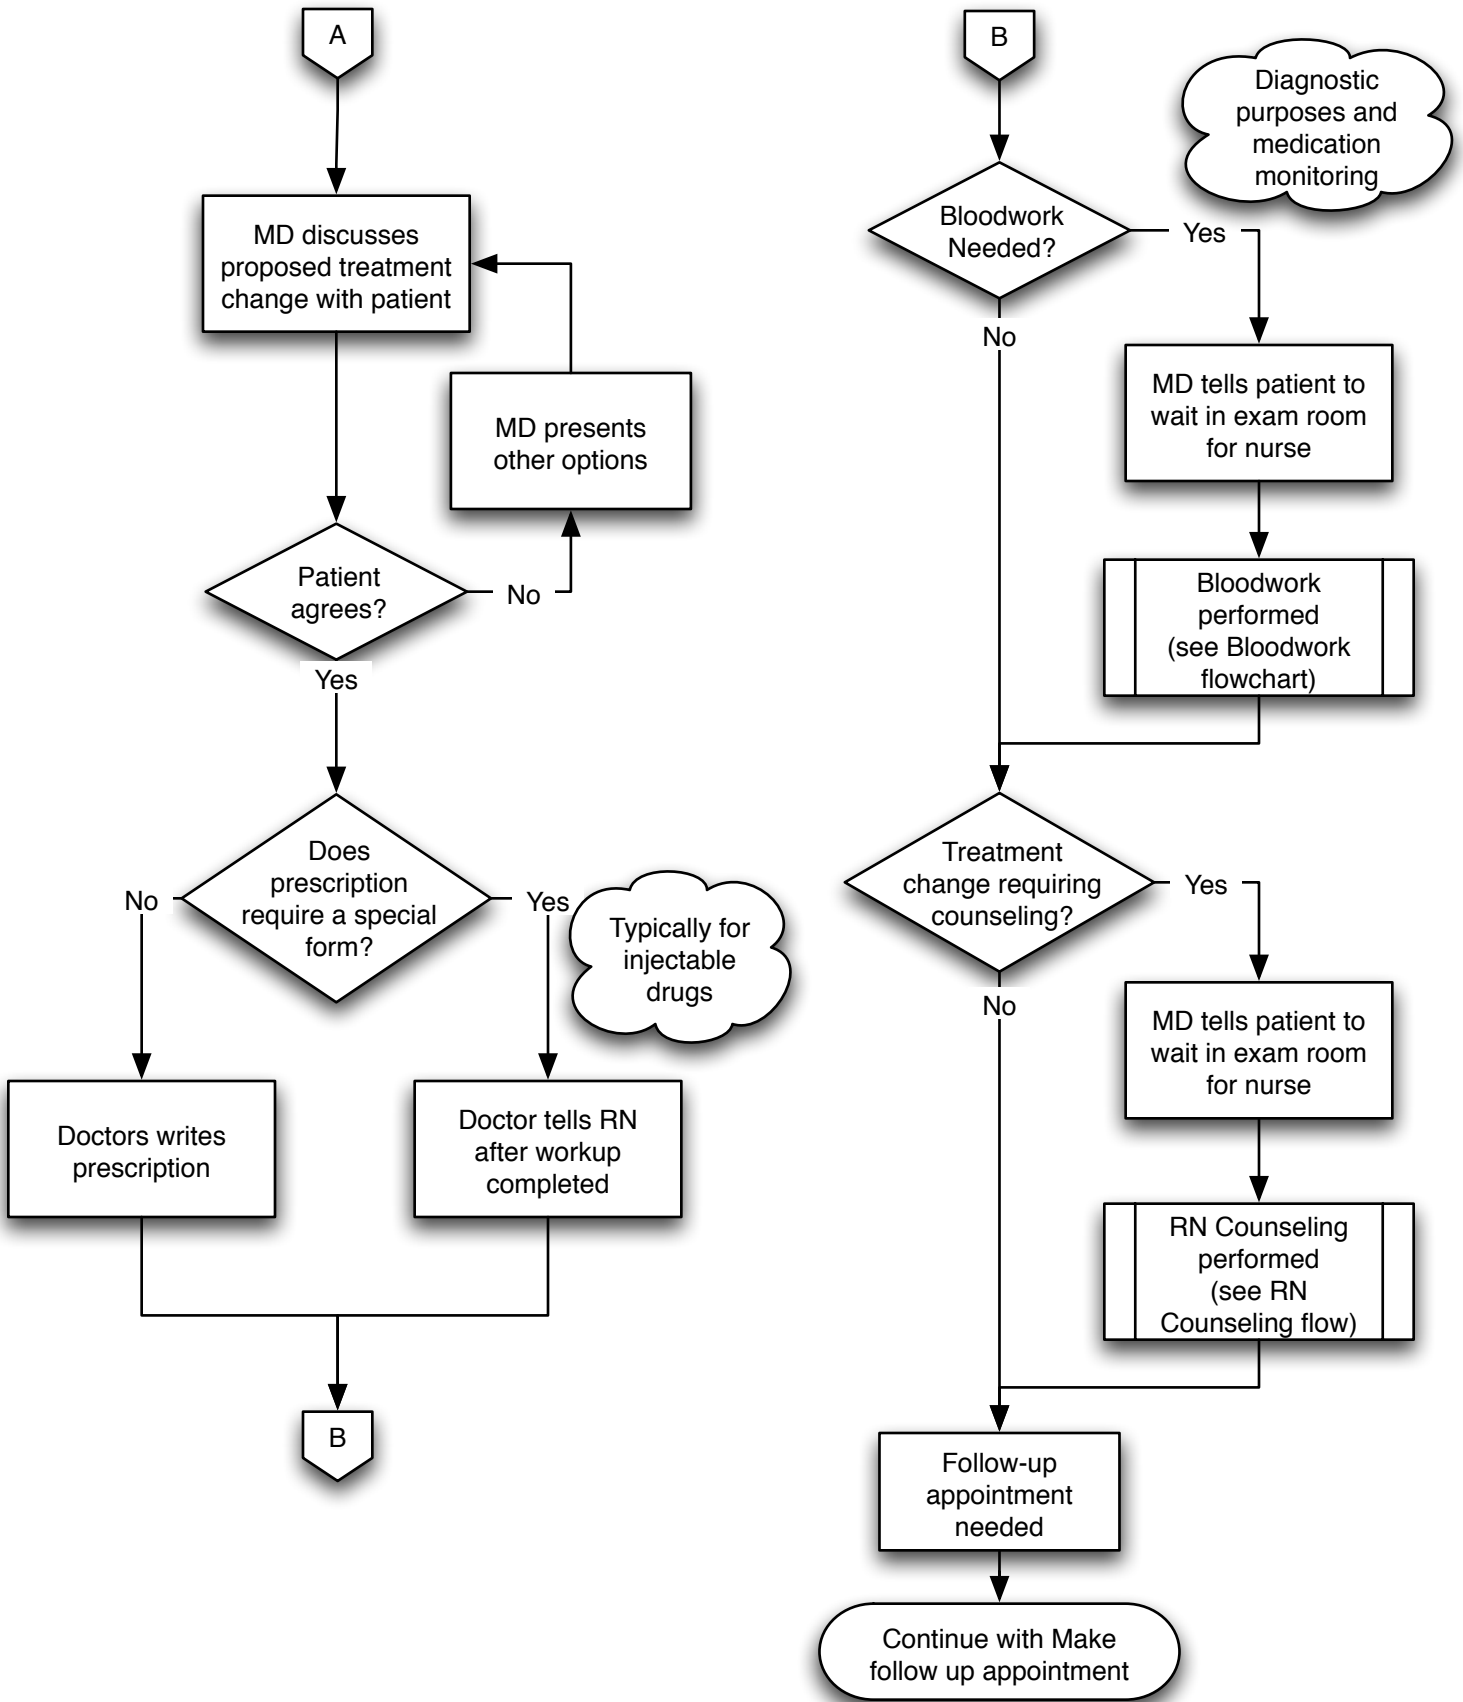 A
MD discusses
proposed treatment
change with patient
MD presents
other options
Patient
agrees?
No
Yes
Does
prescription
require a special
form?
No
Yes
Typically for
injectable
drugs
Doctors writes
prescription
Doctor tells RN
after workup
completed
B
B
Diagnostic
purposes and
medication
monitoring
Bloodwork
Needed?
Yes
No
MD tells patient to
wait in exam room
for nurse
Bloodwork
performed
(see Bloodwork
flowchart)
Treatment
change requiring
counseling?
Yes
No
MD tells patient to
wait in exam room
for nurse
RN Counseling
performed
(see RN
Counseling flow)
Follow-up
appointment
needed
Continue with Make
follow up appointment